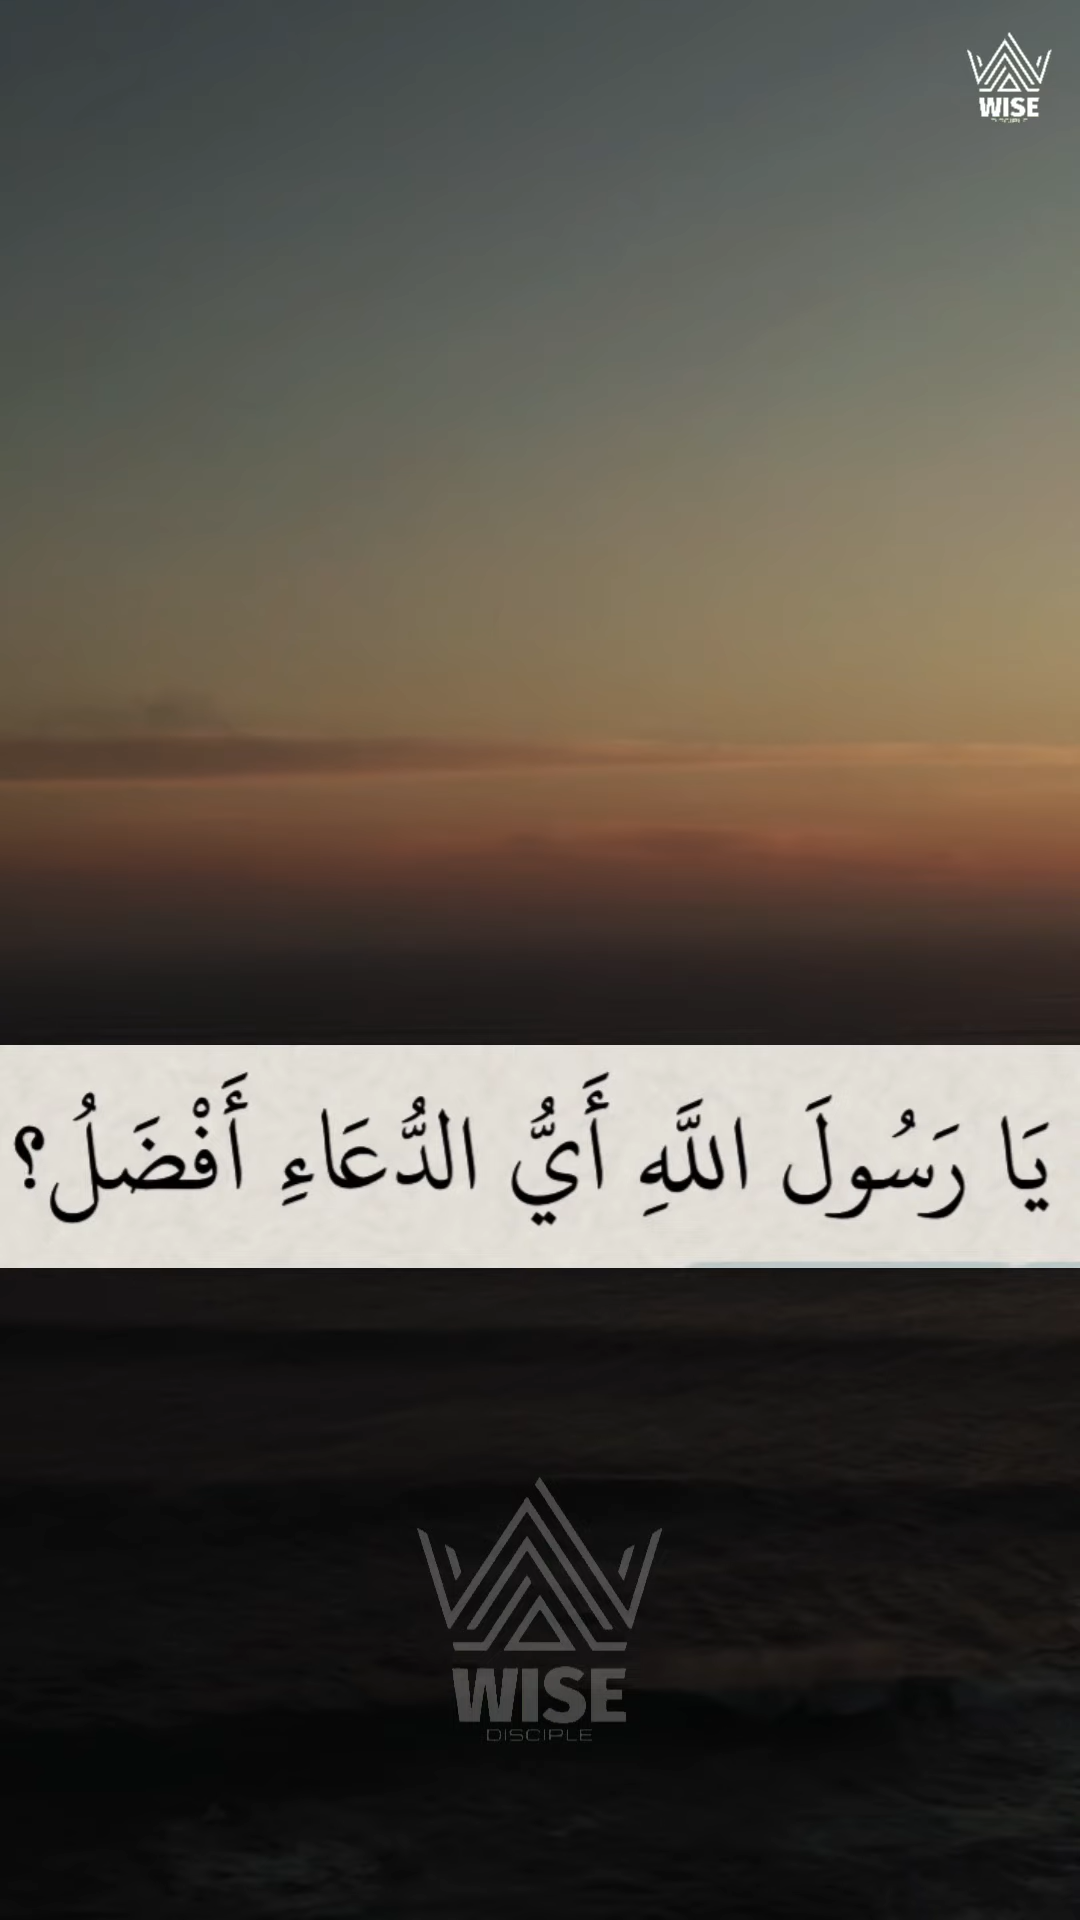 WISE
يَا رَسُولَ اللَّهِ أَيُّ الدُّعَاءِ أَفْضَلُ؟
WISE
DISCIPLE